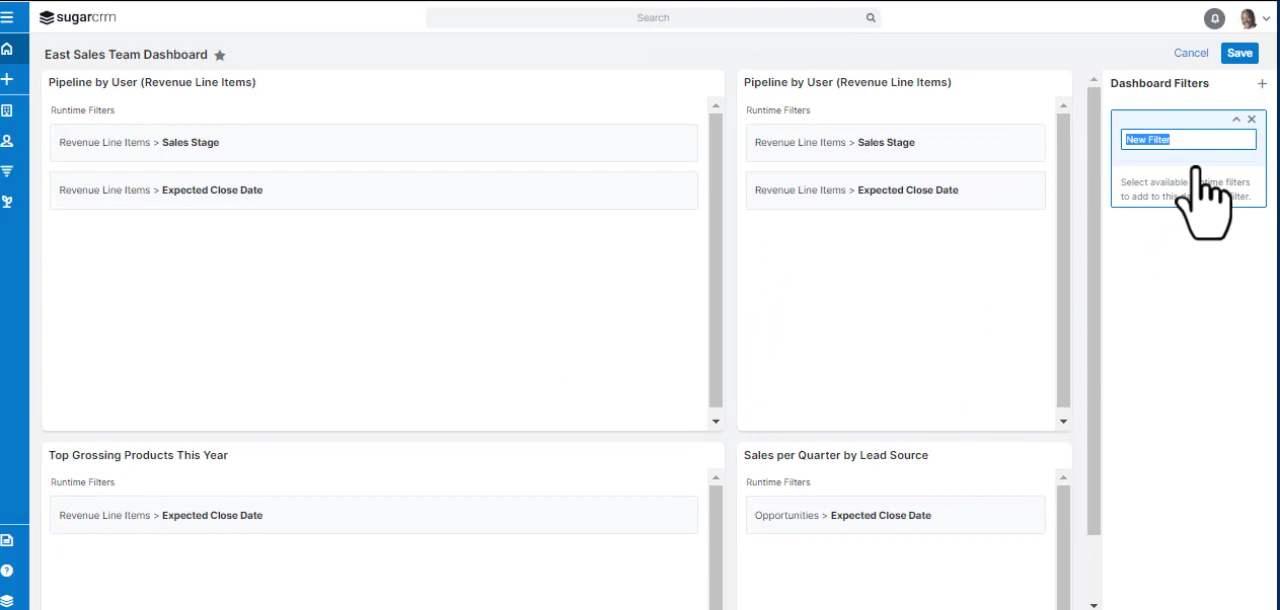 sugarcrm
Search
East Sales Team Dashboard
Cancel
Save
Pipeline by User (Revenue Line Items)
Runtime Filters
Revenue Line Items > Sales Stage
Revenue Line Items > Expected Close Date
Pipeline by User (Revenue Line Items)
Runtime Filters
Revenue Line Items > Sales Stage
Revenue Line Items > Expected Close Date
Dashboard Filters
New Filter
Select available filters
to add to this
Top Grossing Products This Year
Runtime Filters
Revenue Line Items > Expected Close Date
Sales per Quarter by Lead Source
Runtime Filters
Opportunities > Expected Close Date